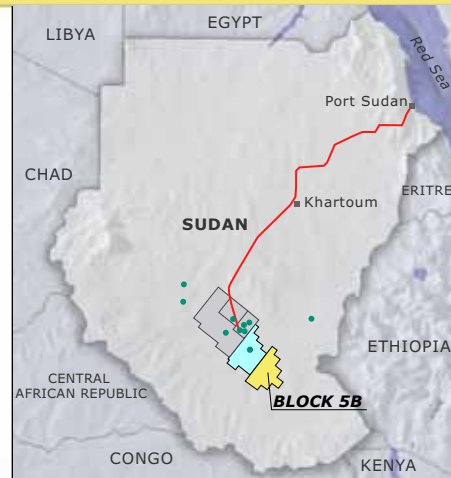 EGYPT
LIBYA
Red Sea
Port Sudan
CHAD
ERITRE
Khartoum
SUDAN
ETHIOPIA
CENTRAL
AFRICAN REPUBLIC
BLOCK 5B
CONGO
KENYA